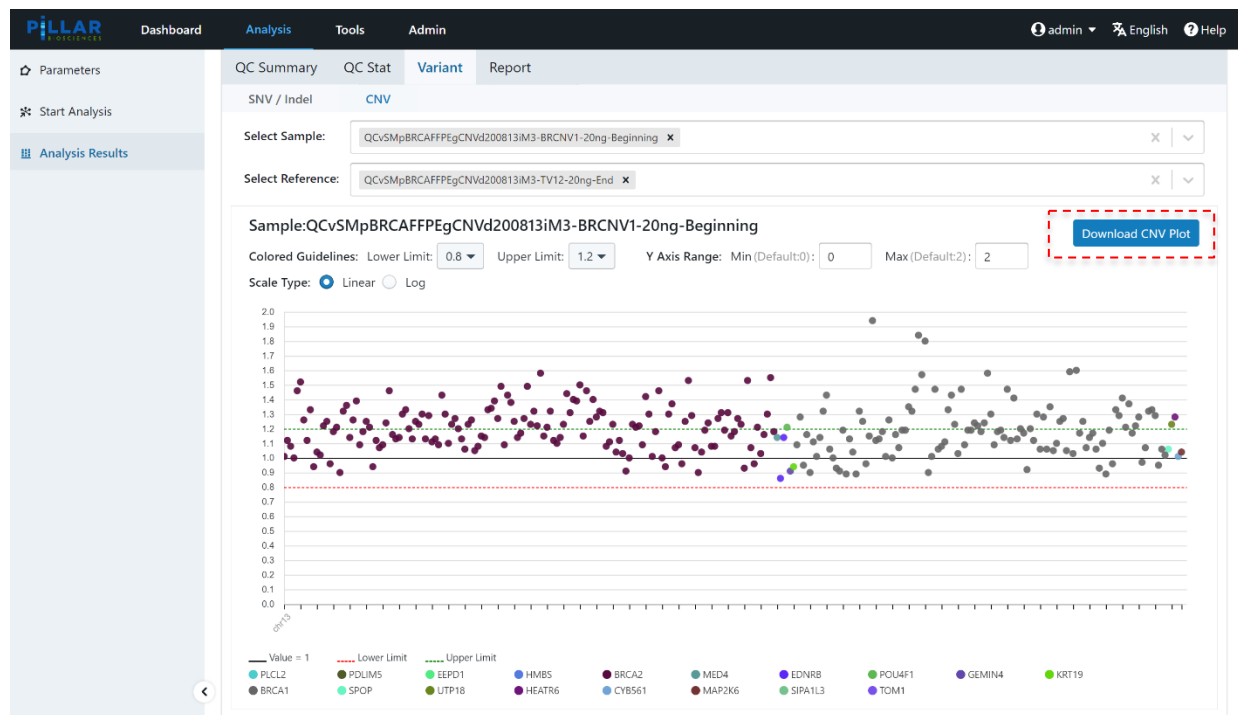 PiLLAR
BIOSCIENCES
Dashboard Analysis Tools Admin admin English Help
Parameters
Start Analysis
Analysis Results
QC Summary QC Stat Variant Report
SNV / Indel CNV
Select Sample: QCvSMpBRCAFFPEgCNVd200813iM3-BRCNV1-20ng-Beginning
Select Reference: QCvSMpBRCAFFPEgCNVd200813iM3-TV12-20ng-End
Sample:QCvSMpBRCAFFPEgCNVd200813iM3-BRCNV1-20ng-Beginning
Download CNV Plot
Colored Guidelines: Lower Limit: 0.8 Upper Limit: 1.2 Y Axis Range: Min (Default:0): 0 Max (Default:2): 2
Scale Type: Linear Log
2.0
1.9
1.8
1.7
1.6
1.5
1.4
1.3
1.2
1.1
1.0
0.9
0.8
0.7
0.6
0.5
0.4
0.3
0.2
0.1
0.0
chr13
Value = 1 Lower Limit Upper Limit
PLCL2 PDLIM5 EEPD1 HMBS BRCA2 MED4 EDNRB POU4F1 GEMIN4 KRT19
BRCA1 SPOP UTP18 HEATR6 CYB561 MAP2K6 SIPA1L3 TOM1